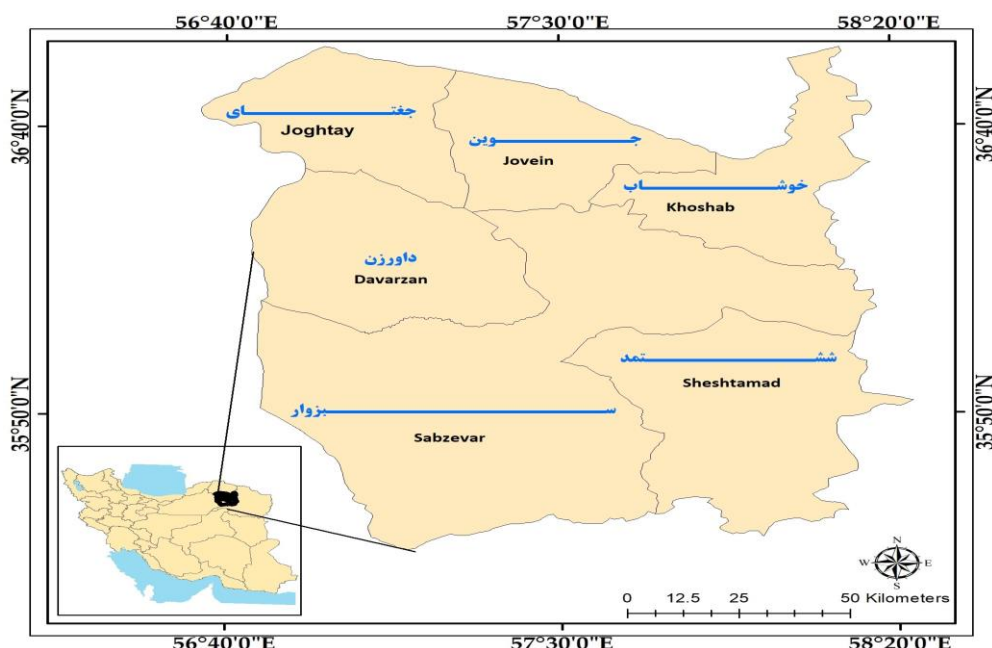 56°40'0"E 57°30'0"E 58°20'0"E
36°40'0"N
36°40'0"N
جغتای
Joghtay
جوین
Jovein
خوشاب
Khoshab
داورزن
Davarzan
ششتمد
Sheshtamad
سبزوار
Sabzevar
35°50'0"N
35°50'0"N
N
W E
S
0 12.5 25 50 Kilometers
56°40'0"E 57°30'0"E 58°20'0"E